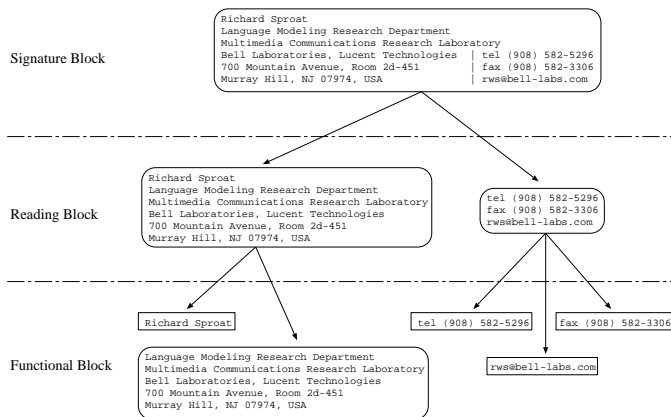 Signature Block
Richard Sproat
Language Modeling Research Department
Multimedia Communications Research Laboratory
Bell Laboratories, Lucent Technologies | tel (908) 582-5296
700 Mountain Avenue, Room 2d-451 | fax (908) 582-3306
Murray Hill, NJ 07974, USA | rws@bell-labs.com
Reading Block
Richard Sproat
Language Modeling Research Department
Multimedia Communications Research Laboratory
Bell Laboratories, Lucent Technologies
700 Mountain Avenue, Room 2d-451
Murray Hill, NJ 07974, USA
tel (908) 582-5296
fax (908) 582-3306
rws@bell-labs.com
Functional Block
Richard Sproat
Language Modeling Research Department
Multimedia Communications Research Laboratory
Bell Laboratories, Lucent Technologies
700 Mountain Avenue, Room 2d-451
Murray Hill, NJ 07974, USA
tel (908) 582-5296
rws@bell-labs.com
fax (908) 582-3306